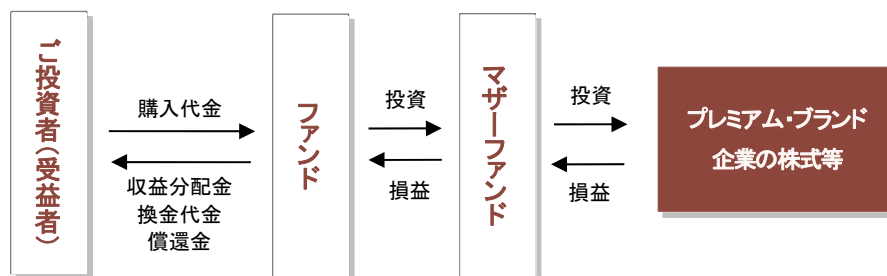 ご投資者(受益者)
購入代金
収益分配金
換金代金
償還金
ファンド
投資
損益
マザーファンド
投資
損益
プレミアム・ブランド
企業の株式等